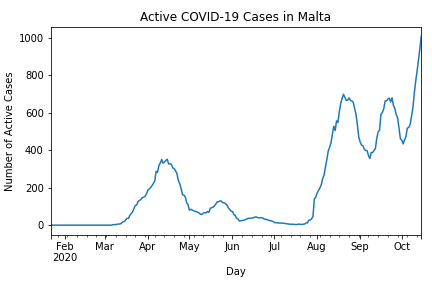 Active COVID-19 Cases in Malta
Number of Active Cases
1000
800
600
400
200
0
Feb Mar Apr May Jun Jul Aug Sep Oct
2020
Day